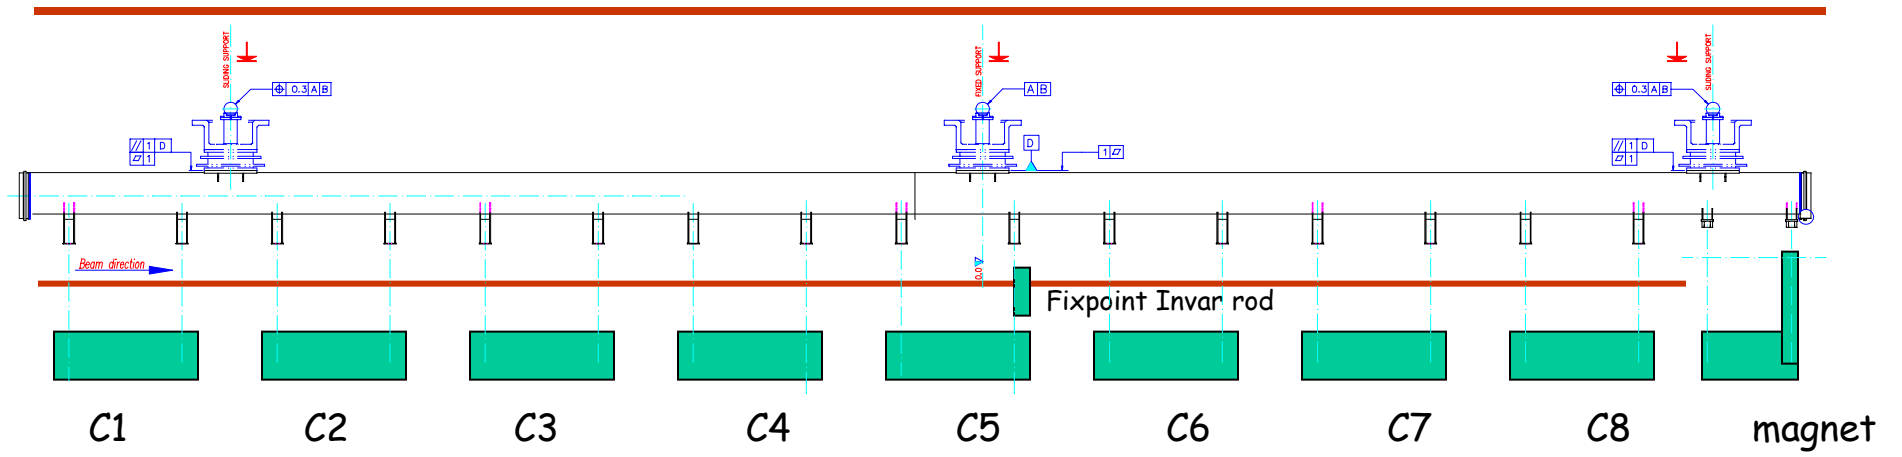 SLIDING SUPPORT
FIXED SUPPORT
SLIDING SUPPORT
⌖ 0.3 A B
A B
⌖ 0.3 A B
// 1 D
⏥ 1
D
1 ⏥
// 1 D
⏥ 1
Beam direction
0.0
Fixpoint Invar rod
C1 C2 C3 C4 C5 C6 C7 C8 magnet